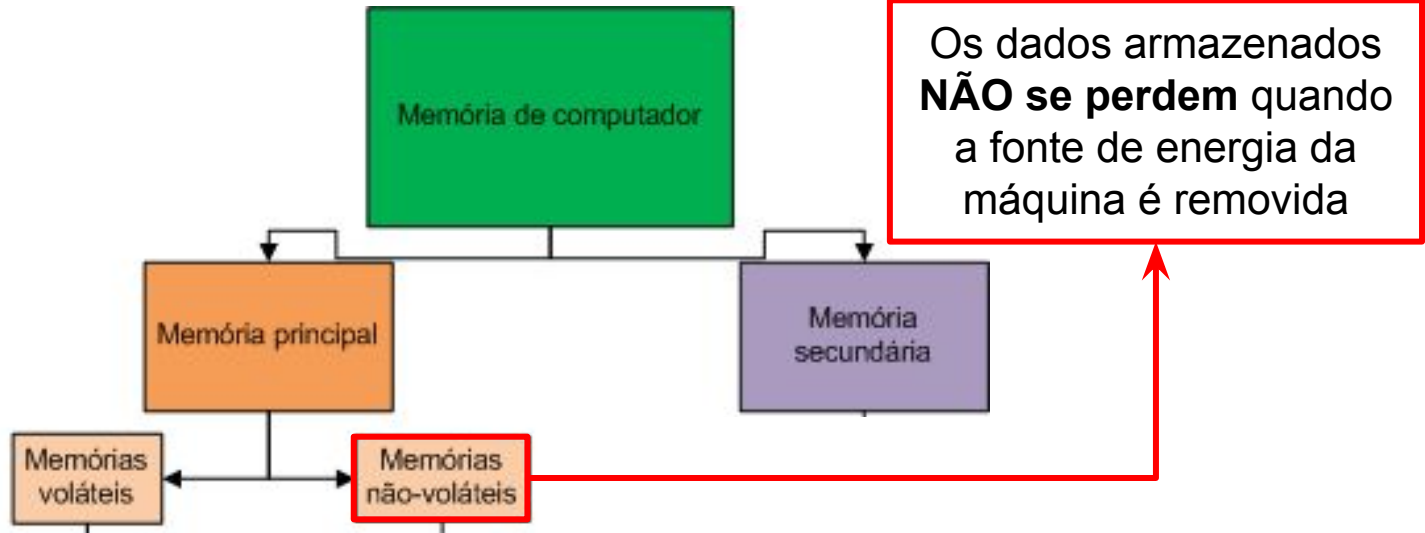 Os dados armazenados
NÃO se perdem quando
a fonte de energia da
máquina é removida
Memória de computador
Memória principal
Memória
secundária
Memórias
voláteis
Memórias
não-voláteis